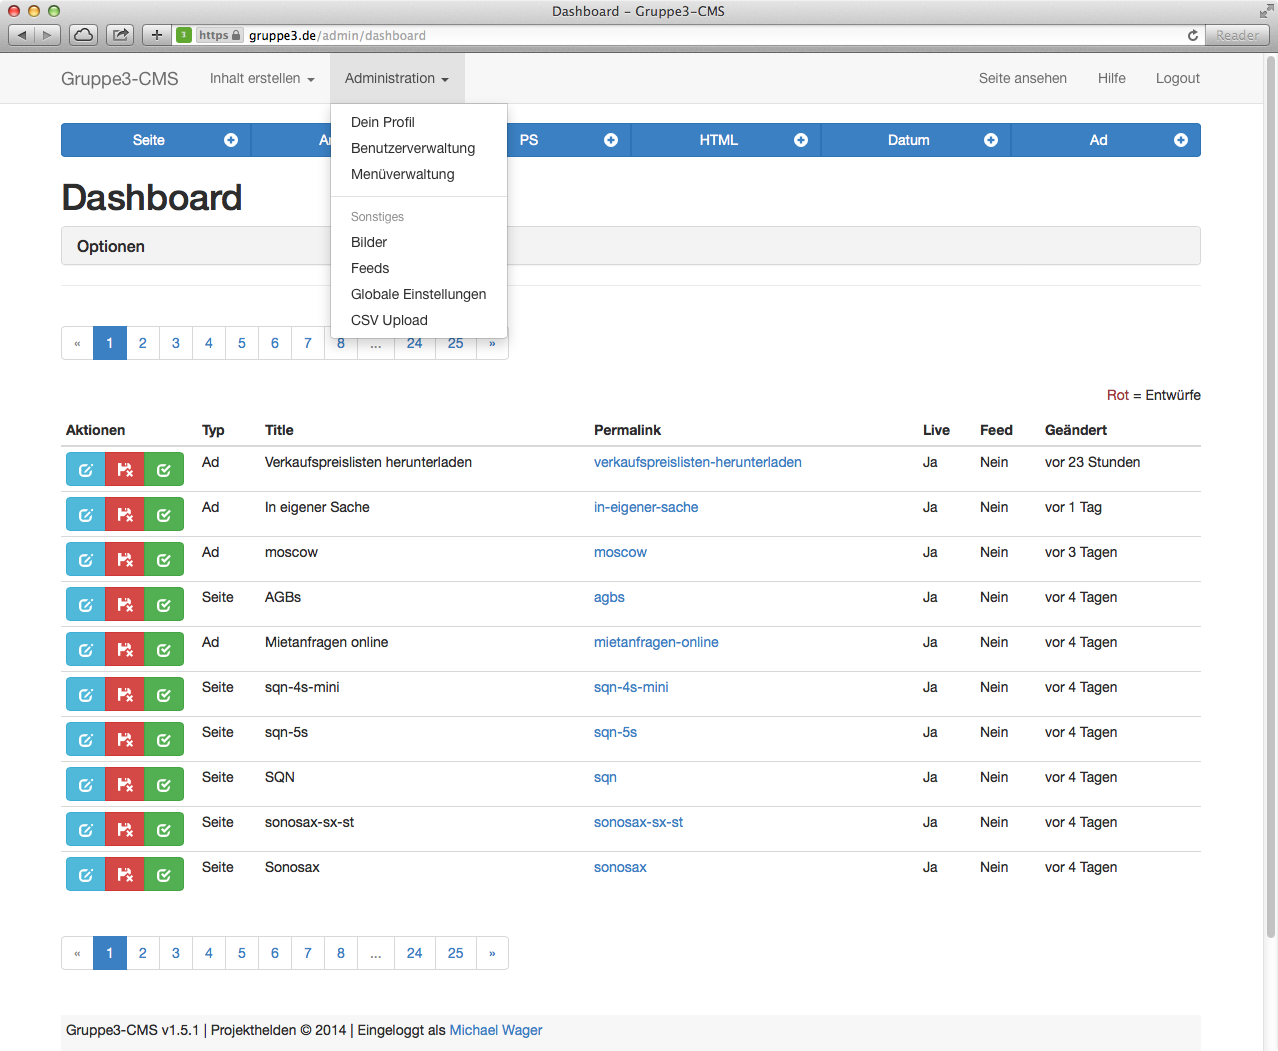 Dashboard – Gruppe3-CMS
https gruppe3.de/admin/dashboard Reader
Gruppe3-CMS Inhalt erstellen Administration Seite ansehen Hilfe Logout
Dein Profil
Benutzerverwaltung
Menüverwaltung
Sonstiges
Bilder
Feeds
Globale Einstellungen
CSV Upload
Seite PS HTML Datum Ad
Dashboard
Optionen
« 1 2 3 4 5 6 7 8 ... 24 25 »
Rot = Entwürfe
Aktionen Typ Title Permalink Live Feed Geändert
Ad Verkaufspreislisten herunterladen verkaufspreislisten-herunterladen Ja Nein vor 23 Stunden
Ad In eigener Sache in-eigener-sache Ja Nein vor 1 Tag
Ad moscow moscow Ja Nein vor 3 Tagen
Seite AGBs agbs Ja Nein vor 4 Tagen
Ad Mietanfragen online mietanfragen-online Ja Nein vor 4 Tagen
Seite sqn-4s-mini sqn-4s-mini Ja Nein vor 4 Tagen
Seite sqn-5s sqn-5s Ja Nein vor 4 Tagen
Seite SQN sqn Ja Nein vor 4 Tagen
Seite sonosax-sx-st sonosax-sx-st Ja Nein vor 4 Tagen
Seite Sonosax sonosax Ja Nein vor 4 Tagen
« 1 2 3 4 5 6 7 8 ... 24 25 »
Gruppe3-CMS v1.5.1 | Projekthelden © 2014 | Eingeloggt als Michael Wager